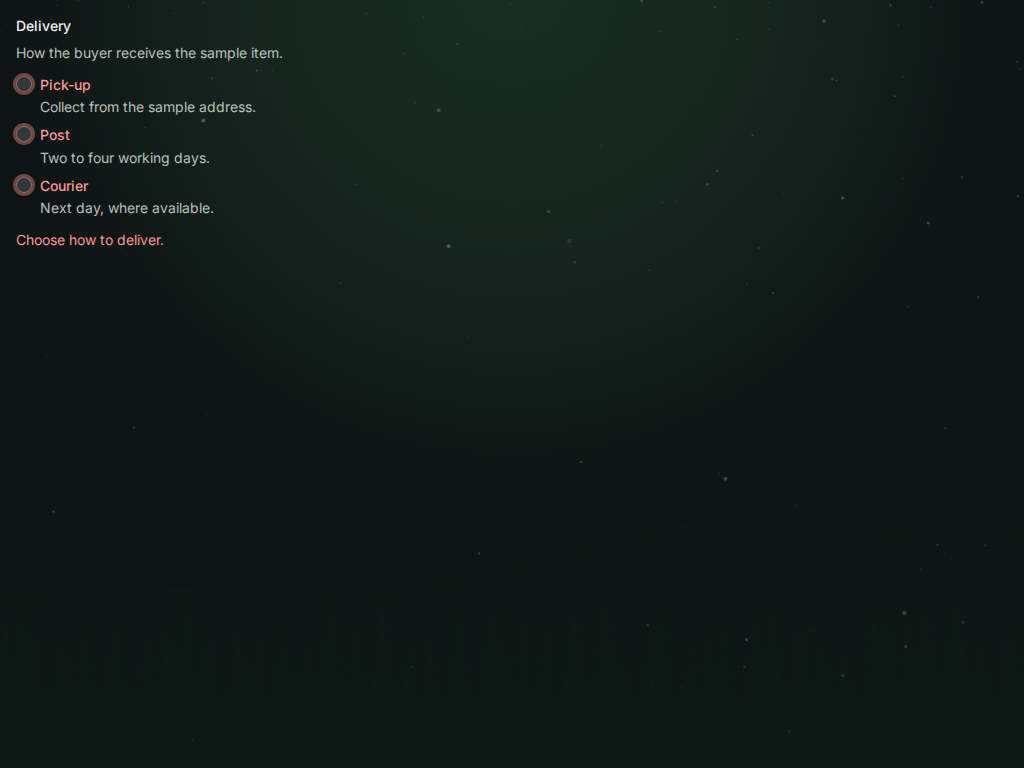 Delivery
How the buyer receives the sample item.
Pick-up
Collect from the sample address.
Post
Two to four working days.
Courier
Next day, where available.
Choose how to deliver.